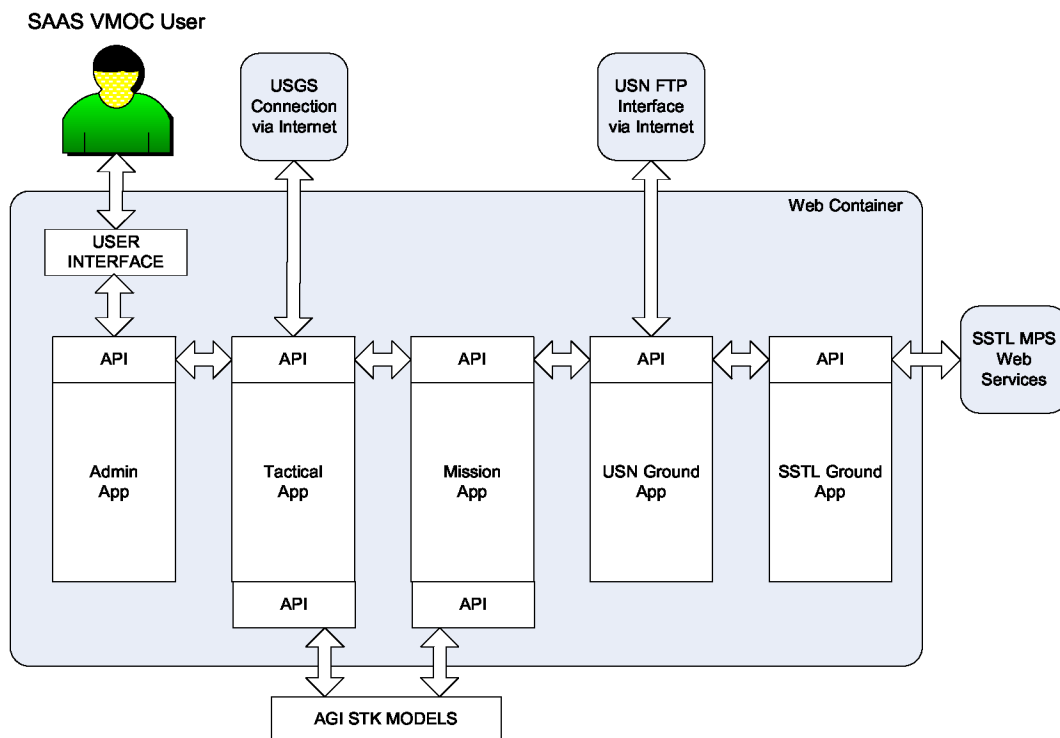 SAAS VMOC User
USGS
Connection
via Internet
USN FTP
Interface
via Internet
Web Container
USER
INTERFACE
API
API
API
API
API
SSTL MPS
Web
Services
Admin
App
Tactical
App
Mission
App
USN Ground
App
SSTL Ground
App
API
API
AGI STK MODELS